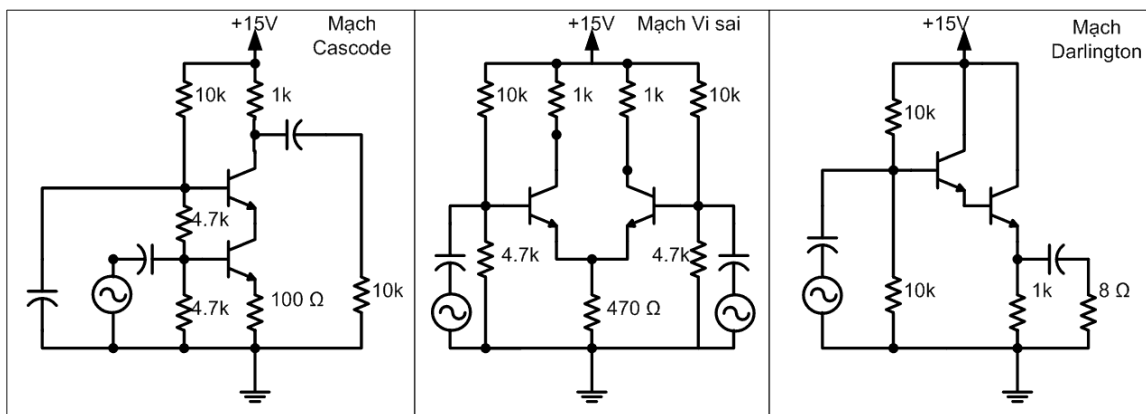 +15V
Mạch
Cascode
10k
1k
4.7k
4.7k
100 Ω
10k
+15V
Mạch Vi sai
10k
1k
1k
10k
4.7k
4.7k
470 Ω
+15V
Mạch
Darlington
10k
10k
1k
8 Ω